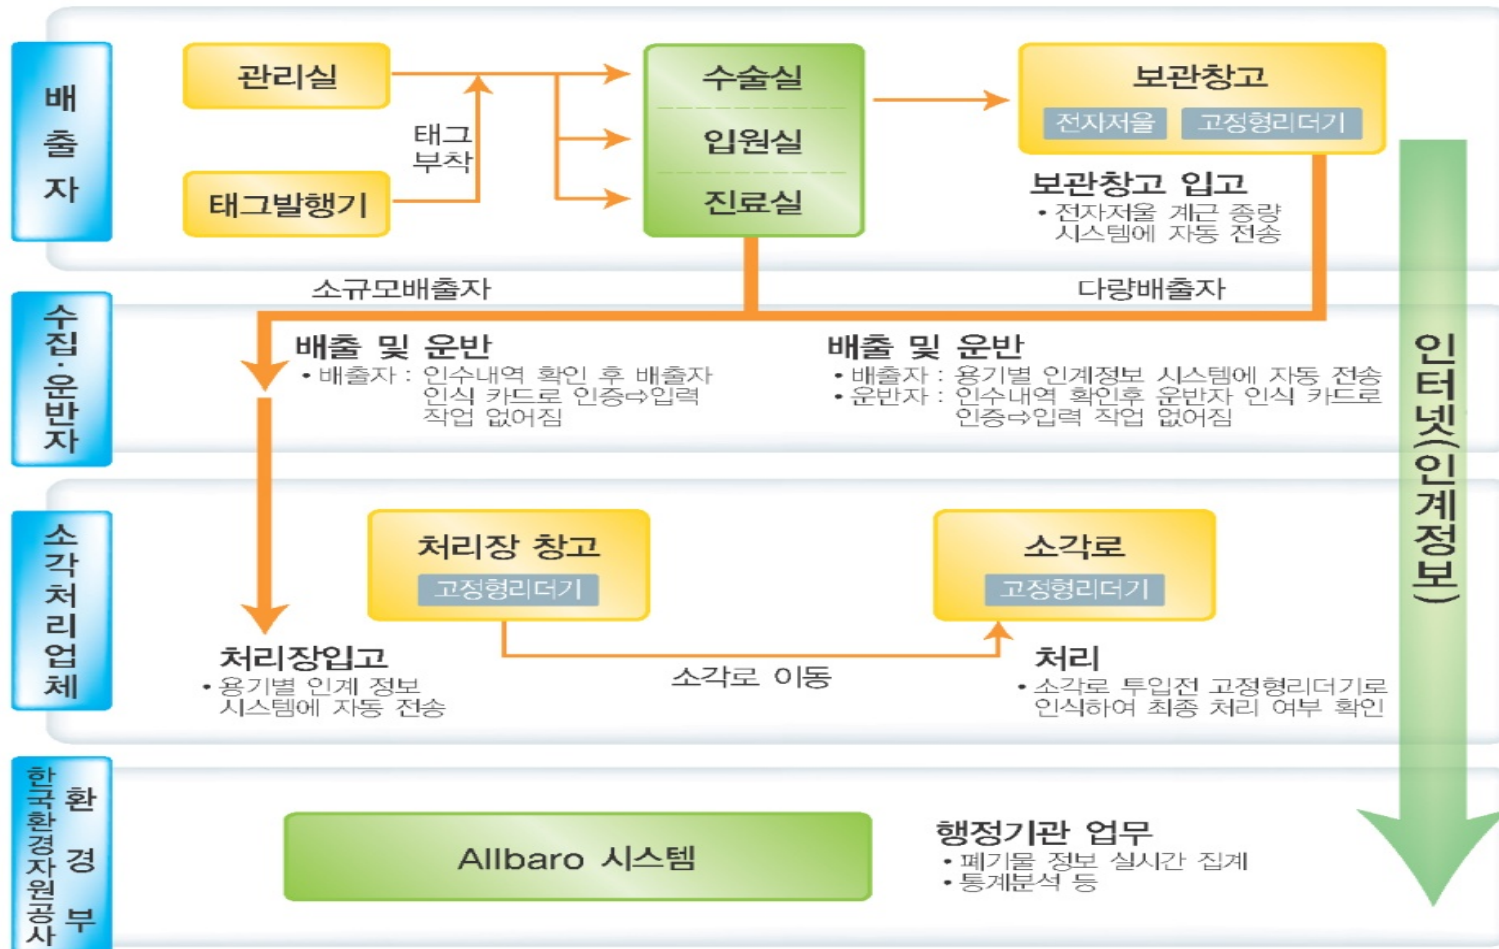 배출자
관리실
태그발행기
태그
부착
수술실
입원실
진료실
보관창고
전자저울
고정형리더기
보관창고 입고
• 전자저울 계근 중량
시스템에 자동 전송
소규모배출자
다량배출자
수집·운반자
배출 및 운반
• 배출자 : 인수내역 확인 후 배출자
인식 카드로 인증⇨입력
작업 없어짐
배출 및 운반
• 배출자 : 용기별 인계정보 시스템에 자동 전송
• 운반자 : 인수내역 확인후 운반자 인식 카드로
인증⇨입력 작업 없어짐
인터넷(인계정보)
소각처리업체
처리장 창고
고정형리더기
소각로
고정형리더기
처리장입고
• 용기별 인계 정보
시스템에 자동 전송
소각로 이동
처리
• 소각로 투입전 고정형리더기로
인식하여 최종 처리 여부 확인
환경부
한국환경자원공사
Allbaro 시스템
행정기관 업무
• 폐기물 정보 실시간 집계
• 통계분석 등